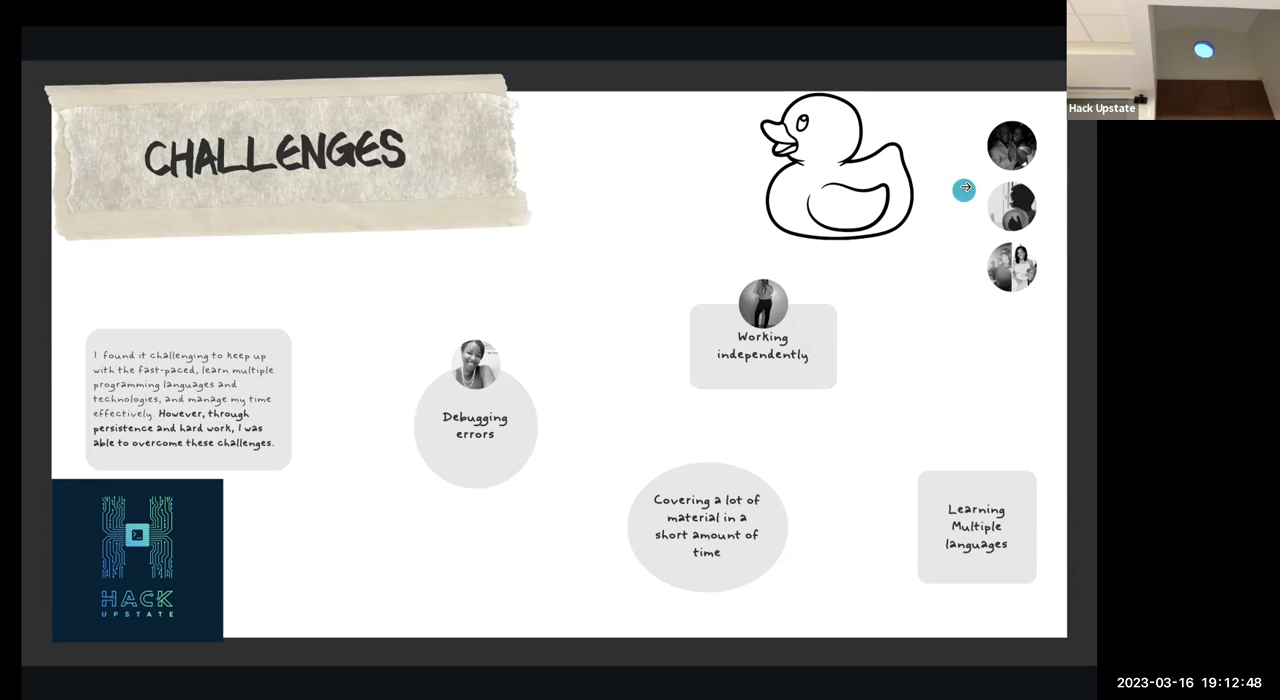 Hack Upstate
CHALLENGES
Working
independently
I found it challenging to keep up
with the fast-paced, learn multiple
programming languages and
technologies, and manage my time
effectively. However, through
persistence and hard work, I was
able to overcome these challenges.
Debugging
errors
Covering a lot of
material in a
short amount of
time
Learning
Multiple
languages
HACK
UPSTATE
2023-03-16 19:12:48